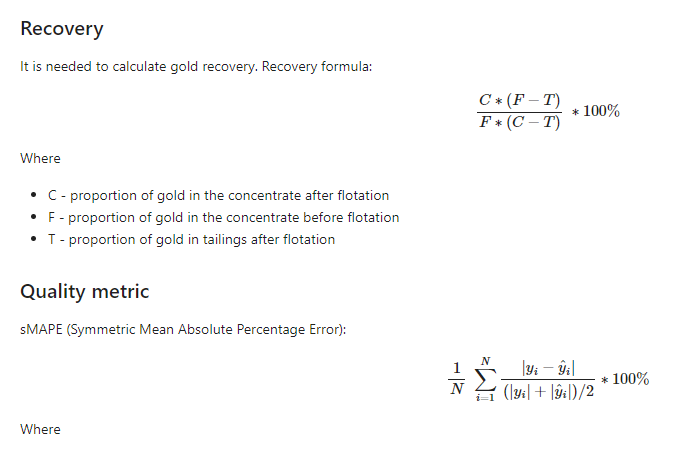 Recovery
It is needed to calculate gold recovery. Recovery formula:
\frac{C * (F - T)}{F * (C - T)} * 100%
Where
• C - proportion of gold in the concentrate after flotation
• F - proportion of gold in the concentrate before flotation
• T - proportion of gold in tailings after flotation
Quality metric
sMAPE (Symmetric Mean Absolute Percentage Error):
\frac{1}{N} \sum_{i=1}^{N} \frac{|y_i - \hat{y}_i|}{(|y_i| + |\hat{y}_i|)/2} * 100%
Where